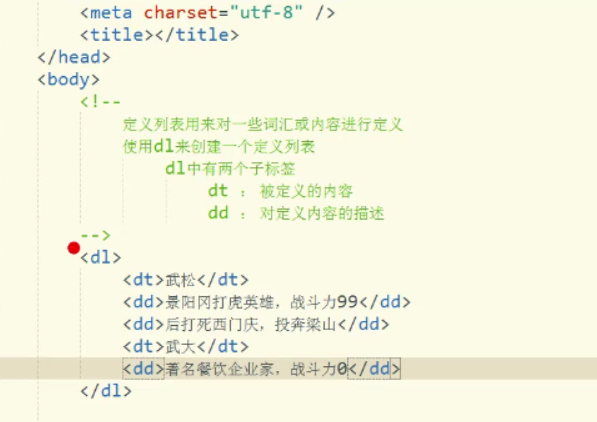 <meta charset="utf-8" />
<title></title>
</head>
<body>
<!--
定义列表用来对一些词汇或内容进行定义
使用dl来创建一个定义列表
dl中有两个子标签
dt : 被定义的内容
dd : 对定义内容的描述
-->
<dl>
<dt>武松</dt>
<dd>景阳冈打虎英雄，战斗力99</dd>
<dd>后打死西门庆，投奔梁山</dd>
<dt>武大</dt>
<dd>著名餐饮企业家，战斗力0</dd>
</dl>